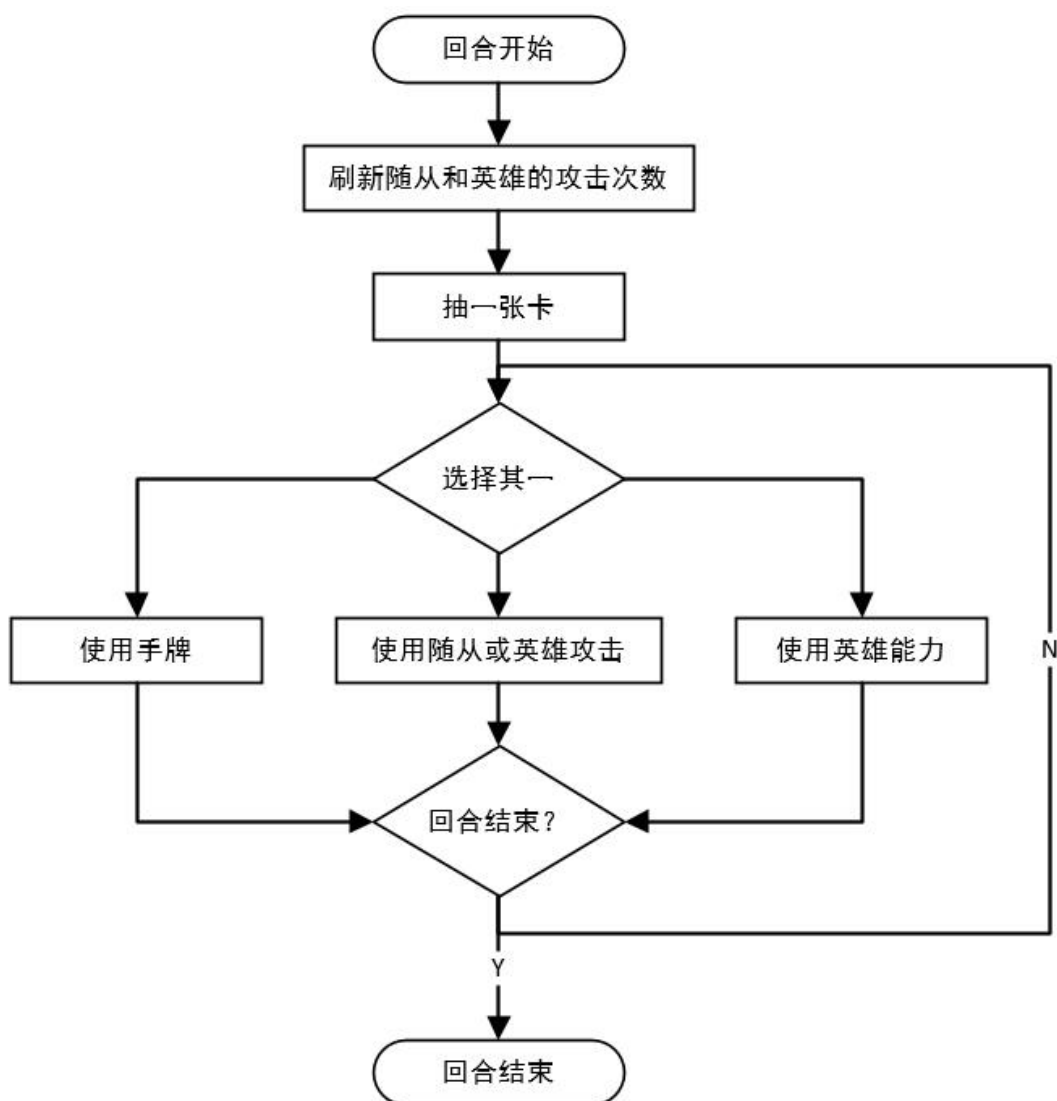 回合开始
刷新随从和英雄的攻击次数
抽一张卡
选择其一
使用手牌
使用随从或英雄攻击
使用英雄能力
N
回合结束?
Y
回合结束